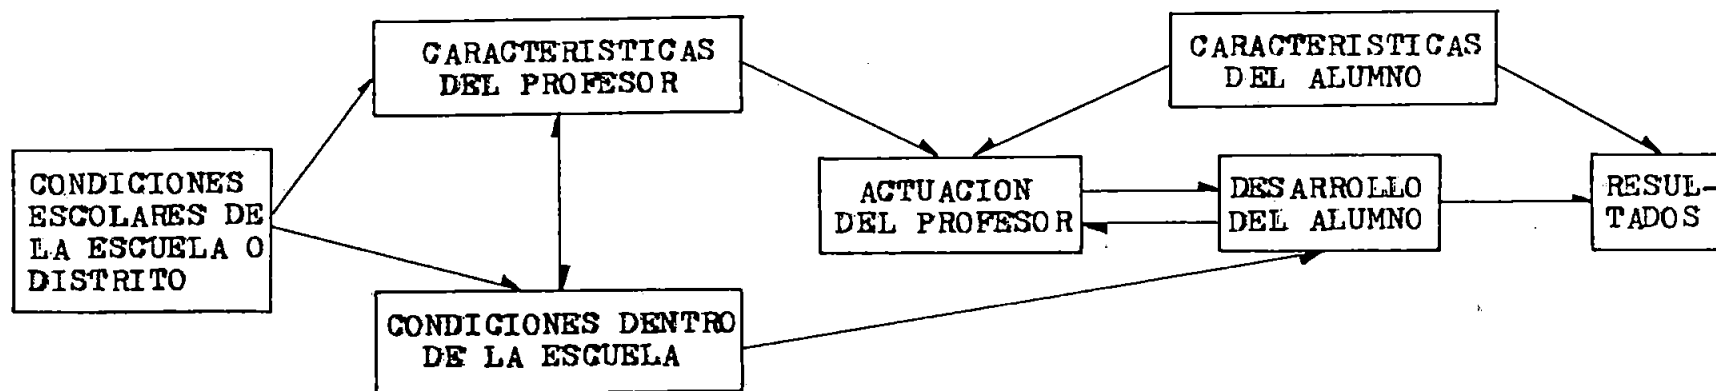 CARACTERISTICAS
DEL PROFESOR
CARACTERISTICAS
DEL ALUMNO
CONDICIONES
ESCOLARES DE
LA ESCUELA O
DISTRITO
ACTUACION
DEL PROFESOR
DESARROLLO
DEL ALUMNO
RESUL-
TADOS
CONDICIONES DENTRO
DE LA ESCUELA